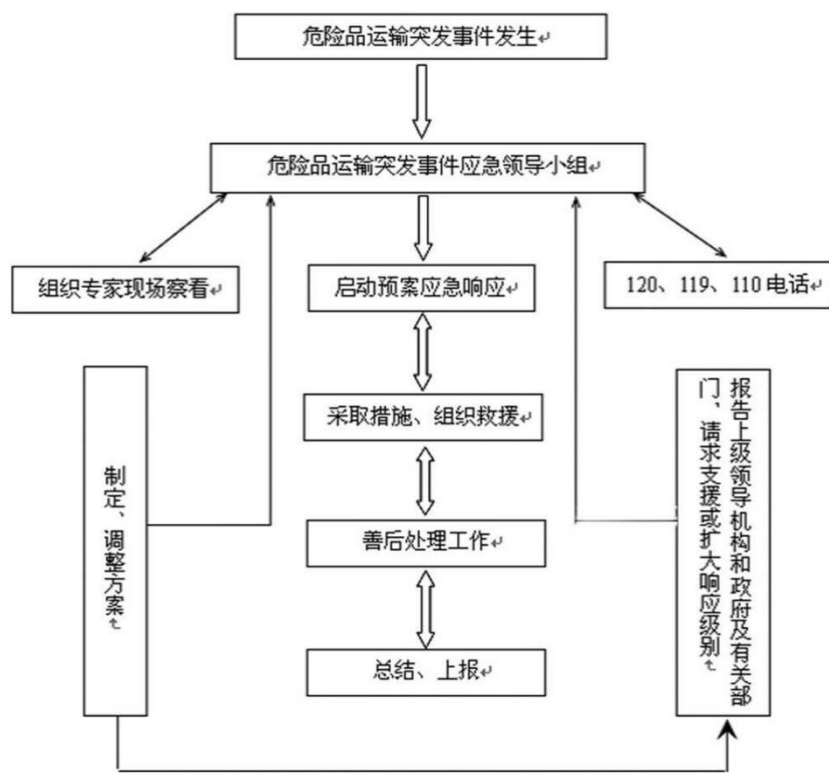 危险品运输突发事件发生
危险品运输突发事件应急领导小组
组织专家现场察看
启动预案应急响应
120、119、110 电话
采取措施、组织救援
制定、调整方案
报告上级领导机构和政府及有关部
门、请求支援或扩大响应级别
善后处理工作
总结、上报